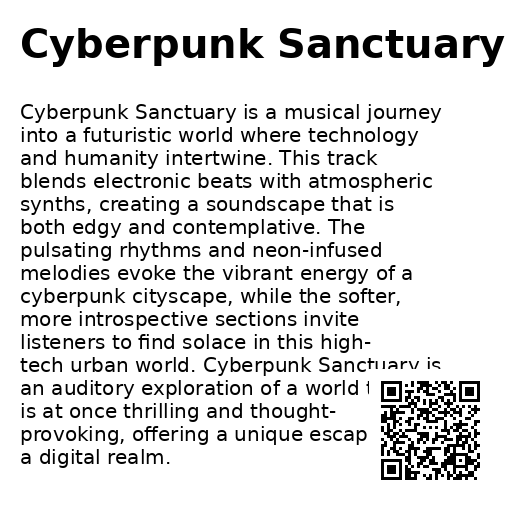 Cyberpunk Sanctuary
Cyberpunk Sanctuary is a musical journey
into a futuristic world where technology
and humanity intertwine. This track
blends electronic beats with atmospheric
synths, creating a soundscape that is
both edgy and contemplative. The
pulsating rhythms and neon-infused
melodies evoke the vibrant energy of a
cyberpunk cityscape, while the softer,
more introspective sections invite
listeners to find solace in this high-
tech urban world. Cyberpunk Sanctuary is
an auditory exploration of a world
is at once thrilling and thought-
provoking, offering a unique escap
a digital realm.